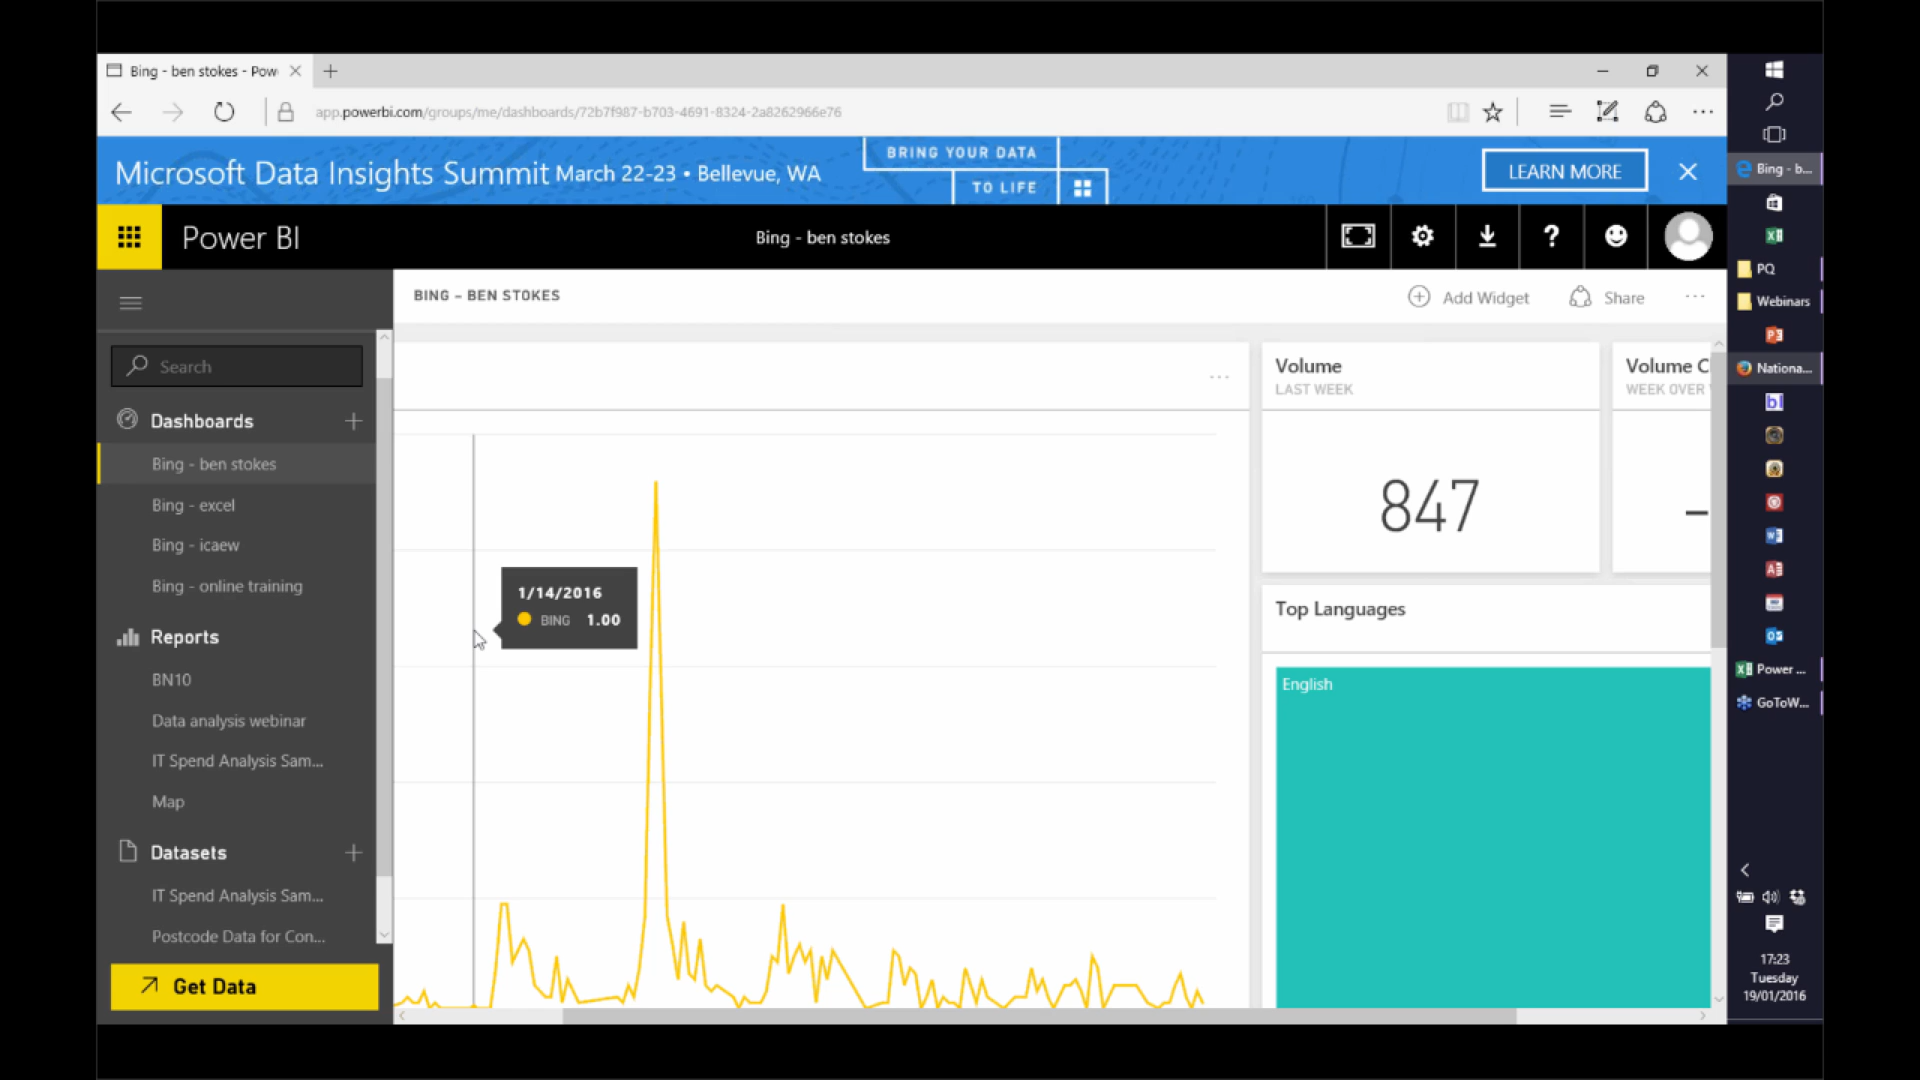 Bing - ben stokes - Pow
app.powerbi.com/groups/me/dashboards/72b7f987-b703-4691-8324-2a8262966e76
Microsoft Data Insights Summit March 22-23 • Bellevue, WA
BRING YOUR DATA
TO LIFE
LEARN MORE
Power BI
Bing - ben stokes
BING – BEN STOKES
Add Widget
Share
Search
Dashboards
Bing - ben stokes
Bing - excel
Bing - icaew
Bing - online training
Reports
BN10
Data analysis webinar
IT Spend Analysis Sam...
Map
Datasets
IT Spend Analysis Sam...
Postcode Data for Con...
Get Data
1/14/2016
BING 1.00
Volume
LAST WEEK
847
Volume C
WEEK OVER
Top Languages
English
Bing - b...
PQ
Webinars
Nationa...
Power ...
GoToW...
17:23
Tuesday
19/01/2016